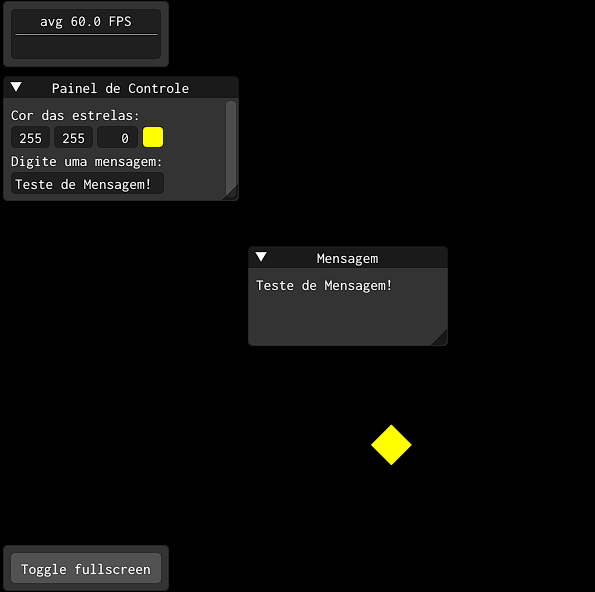 avg 60.0 FPS
Painel de Controle
Cor das estrelas:
255 255 0
Digite uma mensagem:
Teste de Mensagem!
Mensagem
Teste de Mensagem!
Toggle fullscreen